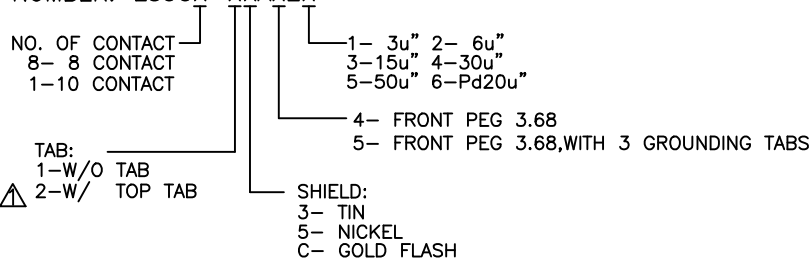 NO. OF CONTACT
8- 8 CONTACT
1-10 CONTACT
1- 3u" 2- 6u"
3-15u" 4-30u"
5-50u" 6-Pd20u"
4- FRONT PEG 3.68
5- FRONT PEG 3.68,WITH 3 GROUNDING TABS
TAB:
1-W/O TAB
1 2-W/ TOP TAB
SHIELD:
3- TIN
5- NICKEL
C- GOLD FLASH